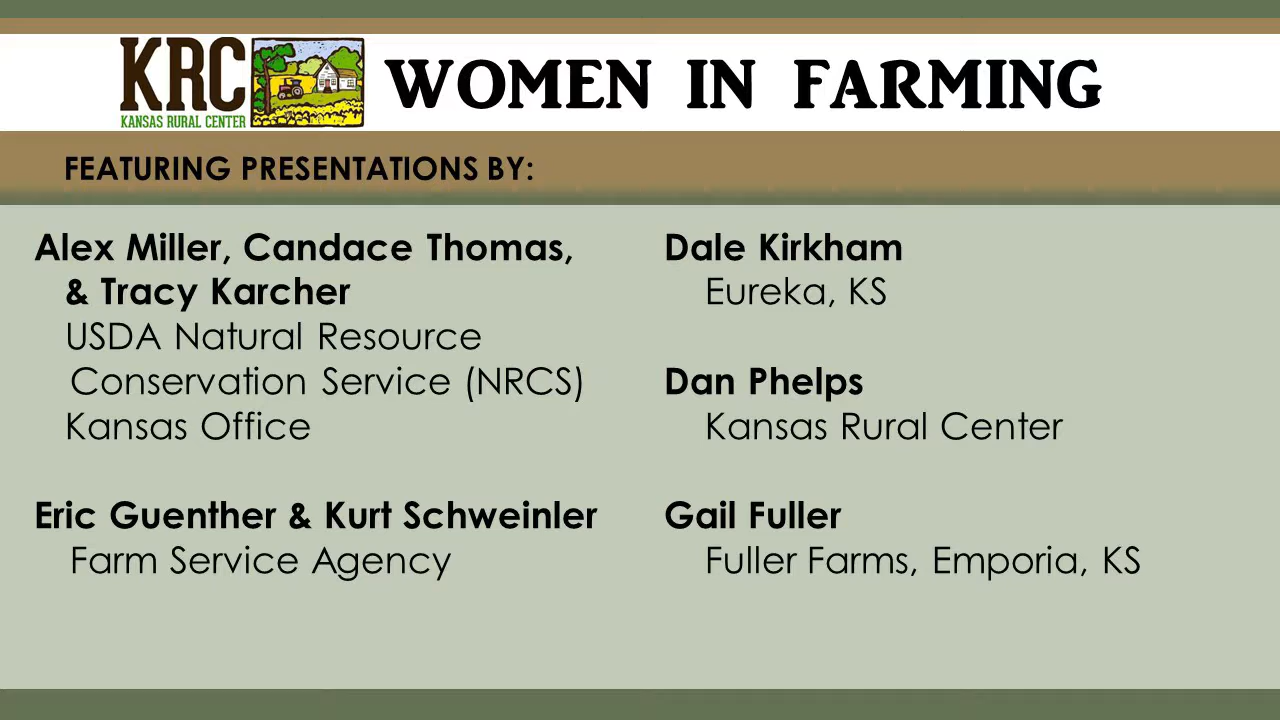 KRC
KANSAS RURAL CENTER
WOMEN IN FARMING
FEATURING PRESENTATIONS BY:
Alex Miller, Candace Thomas,
& Tracy Karcher
USDA Natural Resource
Conservation Service (NRCS)
Kansas Office
Eric Guenther & Kurt Schweinler
Farm Service Agency
Dale Kirkham
Eureka, KS
Dan Phelps
Kansas Rural Center
Gail Fuller
Fuller Farms, Emporia, KS